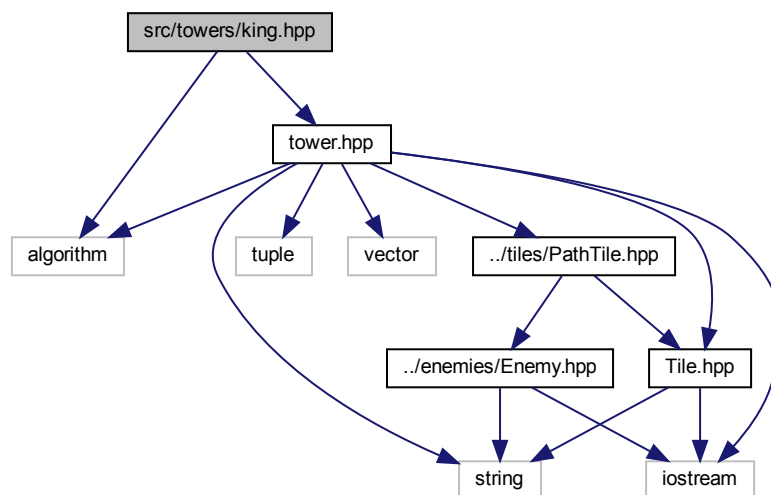 src/towers/king.hpp
tower.hpp
algorithm
tuple
vector
../tiles/PathTile.hpp
../enemies/Enemy.hpp
Tile.hpp
string
iostream